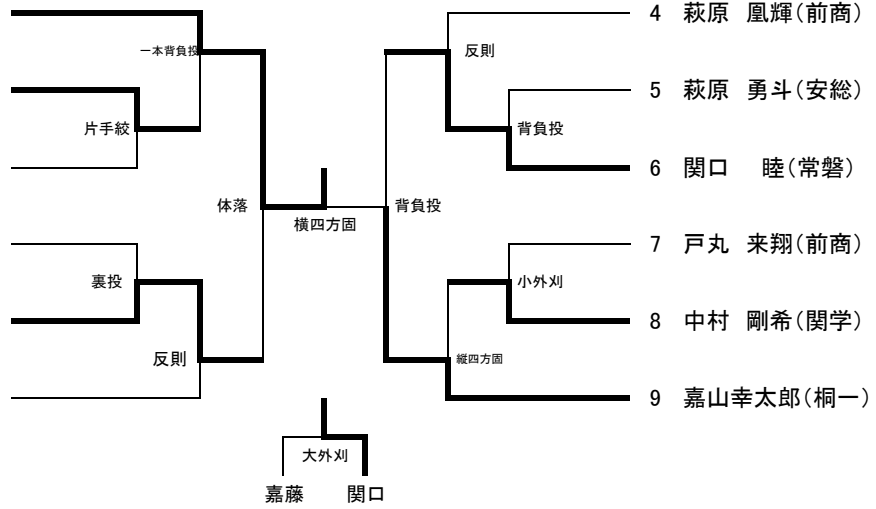 4 萩原 凰輝(前商)
一本背負投
反則
5 萩原 勇斗(安総)
片手絞
背負投
6 関口 睦(常磐)
体落
背負投
横四方固
7 戸丸 来翔(前商)
裏投
小外刈
8 中村 剛希(関学)
反則
縦四方固
9 嘉山幸太郎(桐一)
大外刈
嘉藤 関口